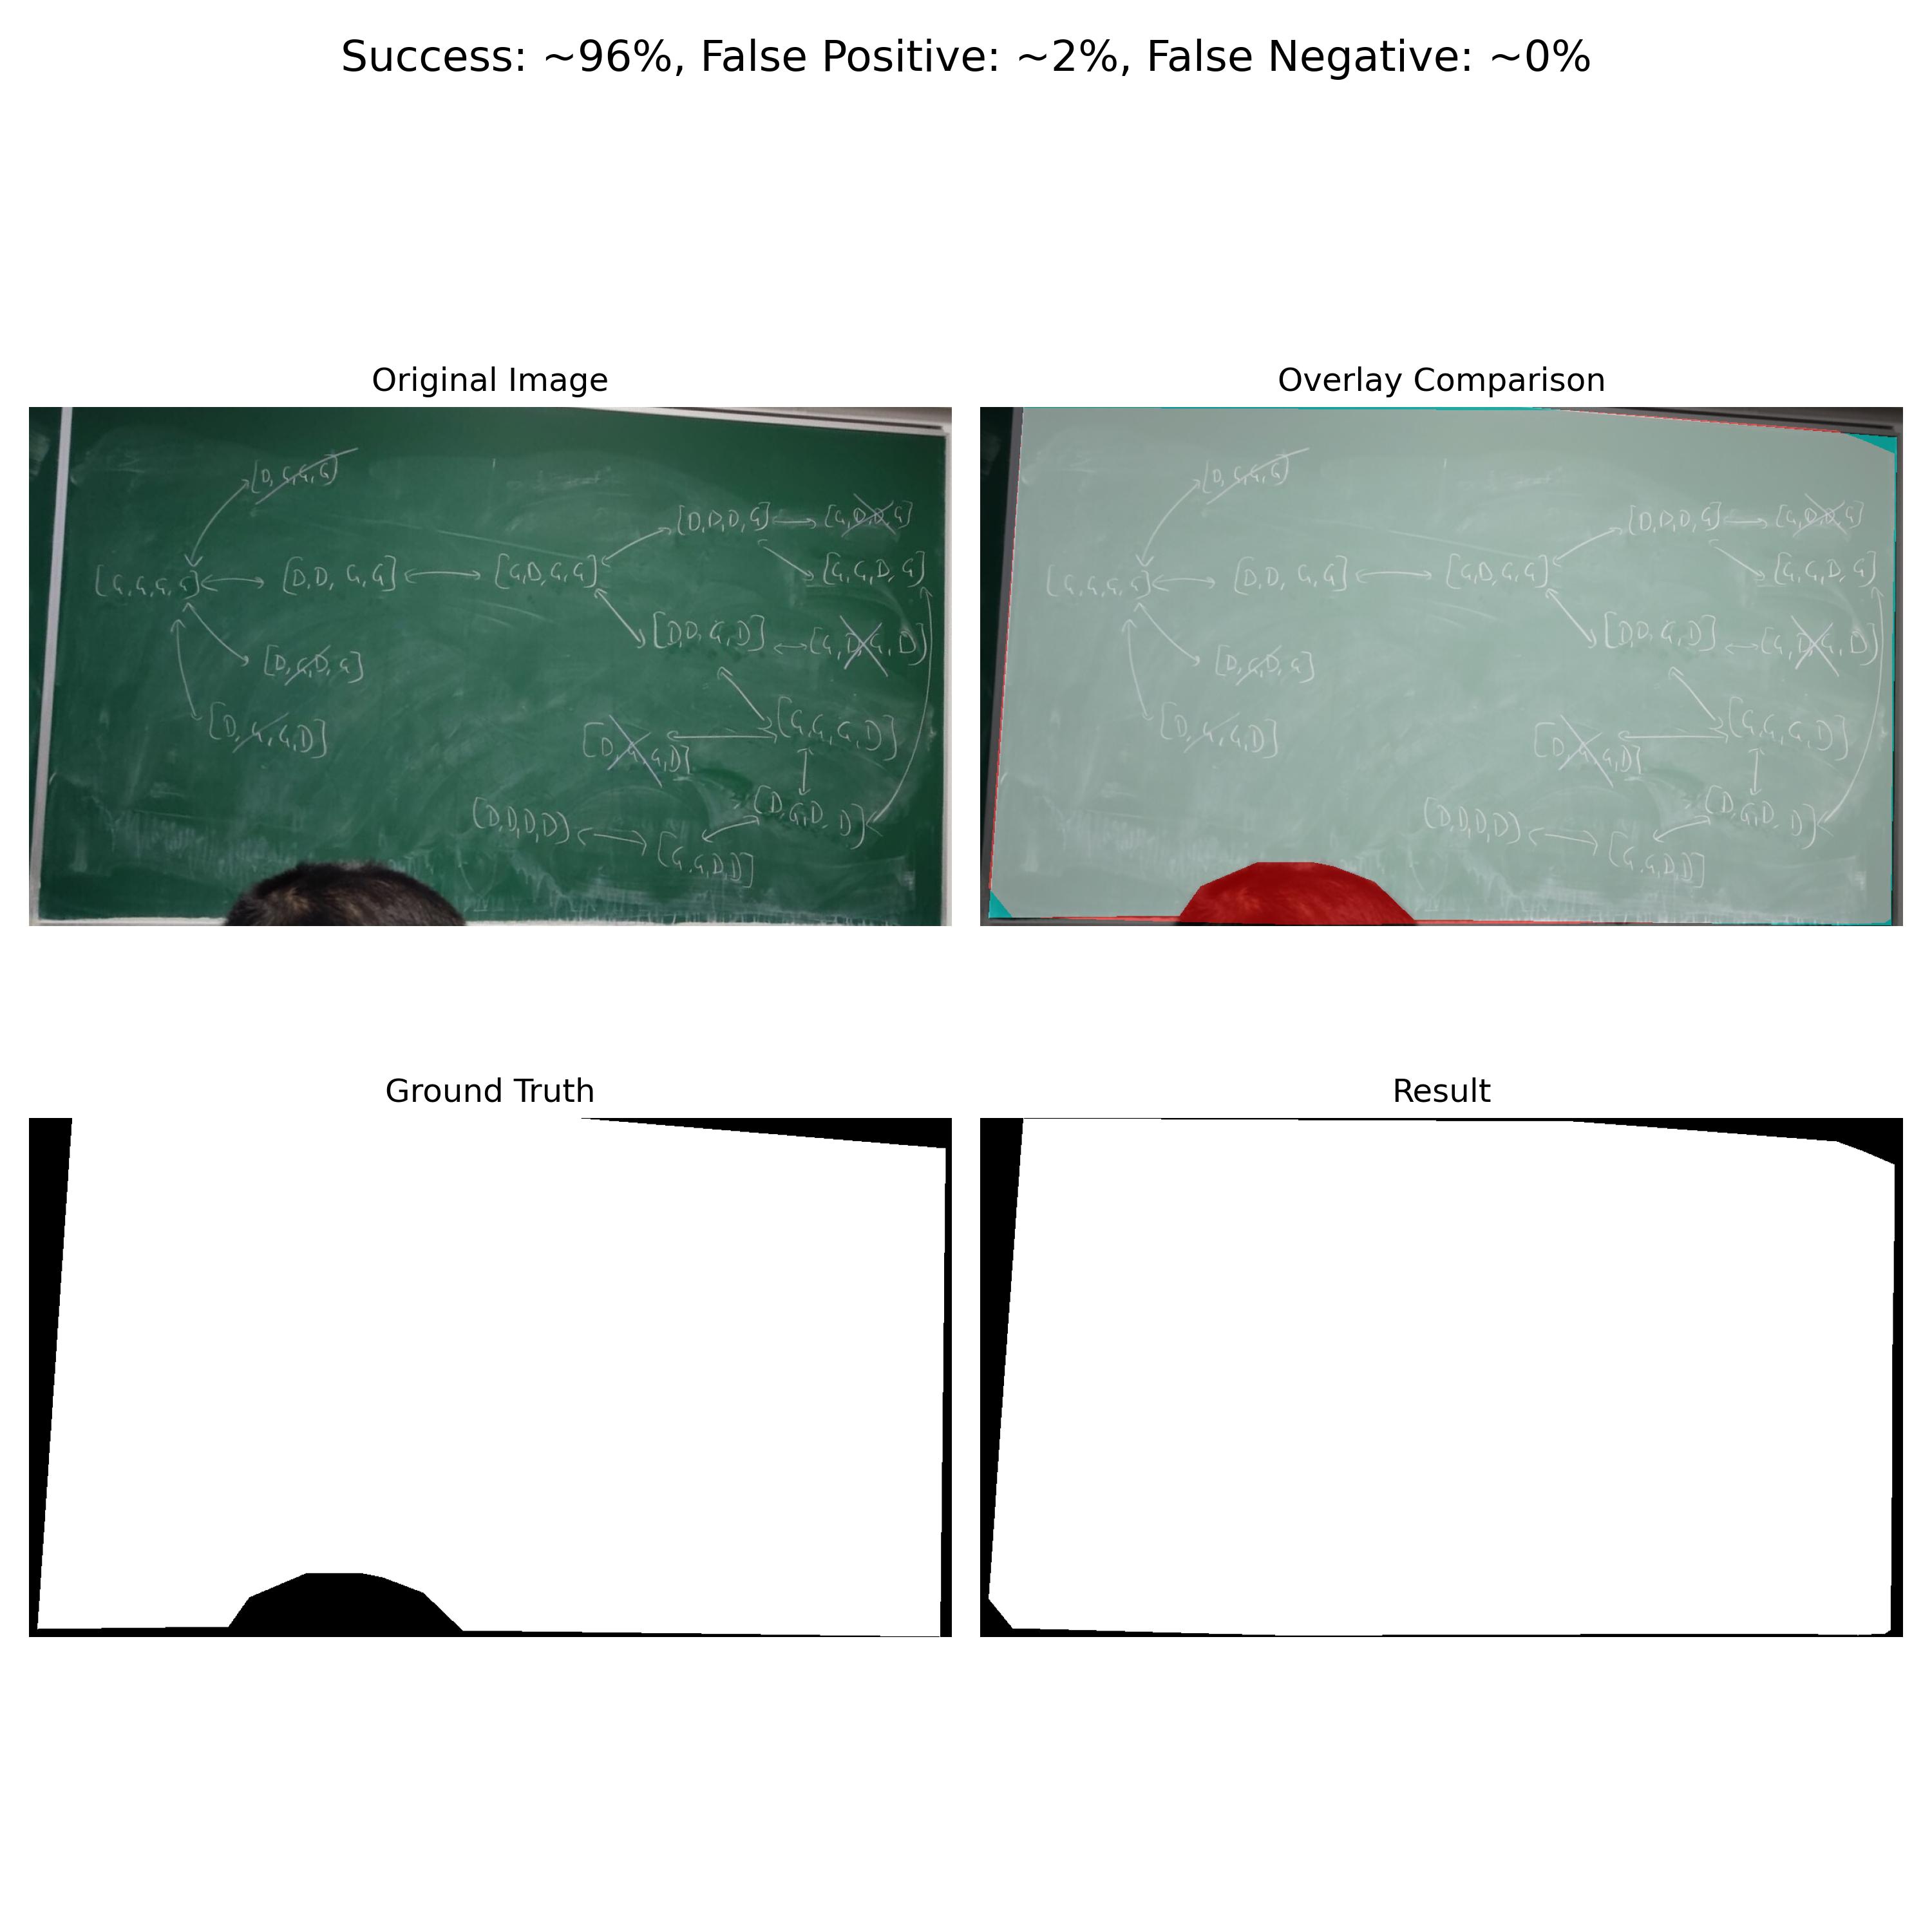 Success: ~96%, False Positive: ~2%, False Negative: ~0%
Original Image
Overlay Comparison
[D, G, G, G]
[D,D,D,G]
[G,D,D,G]
[G,G,G,G]
[D,D,G,G]
[G,D,G,G]
[G,G,D,G]
[D,D,G,D]
[G,D,G,D]
[D,G,D,G]
[D,G,G,D]
[D,G,G,D]
[G,G,G,D]
[D,G,D,D]
[D,D,D,D]
[G,G,D,D]
[D, G, G, G]
[D,D,D,G]
[G,D,D,G]
[G,G,G,G]
[D,D,G,G]
[G,D,G,G]
[G,G,D,G]
[D,D,G,D]
[G,D,G,D]
[D,G,D,G]
[D,G,G,D]
[D,G,G,D]
[G,G,G,D]
[D,G,D,D]
[D,D,D,D]
[G,G,D,D]
Ground Truth
Result